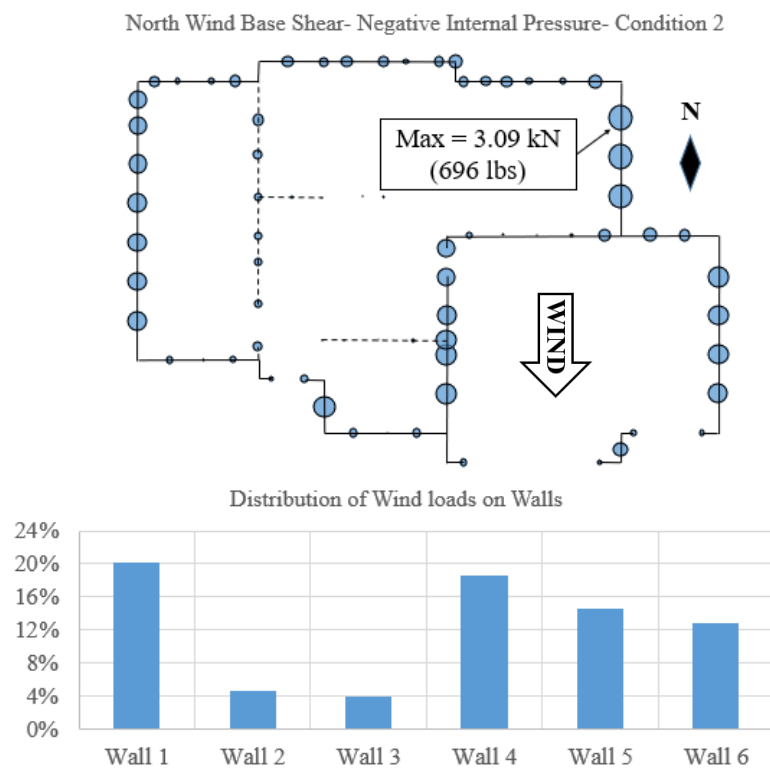 North Wind Base Shear- Negative Internal Pressure- Condition 2
N
Max = 3.09 kN
(696 lbs)
WIND
Distribution of Wind loads on Walls
24%
20%
16%
12%
8%
4%
0%
Wall 1 Wall 2 Wall 3 Wall 4 Wall 5 Wall 6